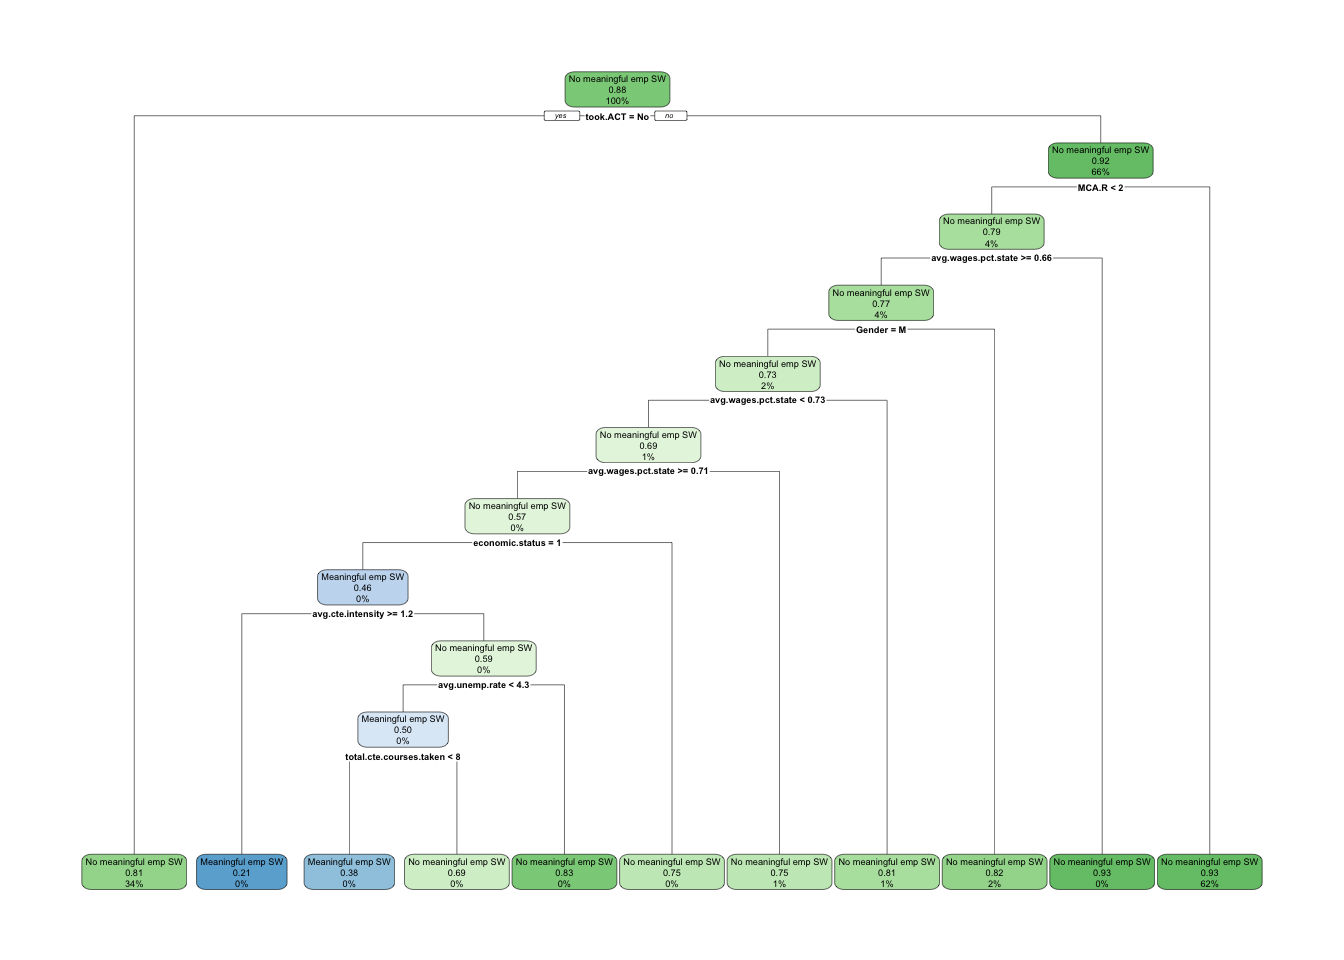 No meaningful emp SW
0.88
100%
yes
took.ACT = No
no
No meaningful emp SW
0.92
66%
MCA.R < 2
No meaningful emp SW
0.79
4%
avg.wages.pct.state >= 0.66
No meaningful emp SW
0.77
4%
Gender = M
No meaningful emp SW
0.73
2%
avg.wages.pct.state < 0.73
No meaningful emp SW
0.69
1%
avg.wages.pct.state >= 0.71
No meaningful emp SW
0.57
0%
economic.status = 1
Meaningful emp SW
0.46
0%
avg.cte.intensity >= 1.2
No meaningful emp SW
0.59
0%
avg.unemp.rate < 4.3
Meaningful emp SW
0.50
0%
total.cte.courses.taken < 8
No meaningful emp SW
0.81
34%
Meaningful emp SW
0.21
0%
Meaningful emp SW
0.38
0%
No meaningful emp SW
0.69
0%
No meaningful emp SW
0.83
0%
No meaningful emp SW
0.75
0%
No meaningful emp SW
0.75
1%
No meaningful emp SW
0.81
1%
No meaningful emp SW
0.82
2%
No meaningful emp SW
0.93
0%
No meaningful emp SW
0.93
62%